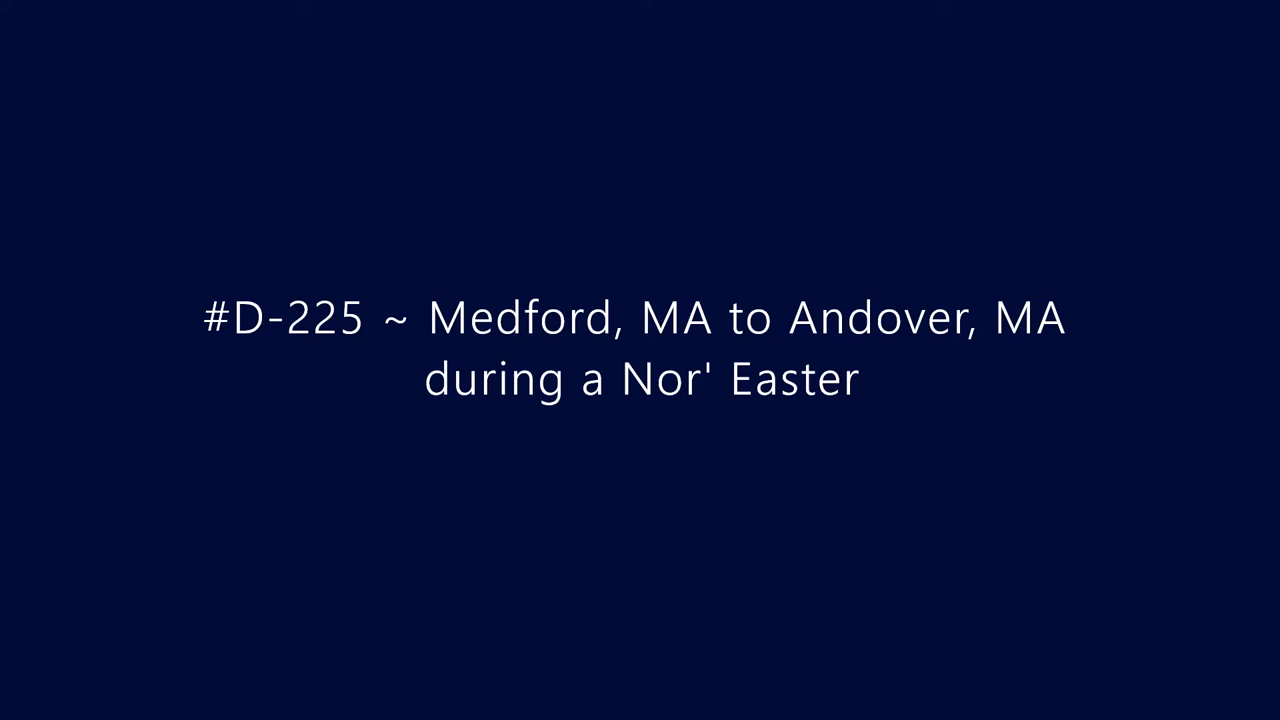 #D-225 ~ Medford, MA to Andover, MA
during a Nor' Easter